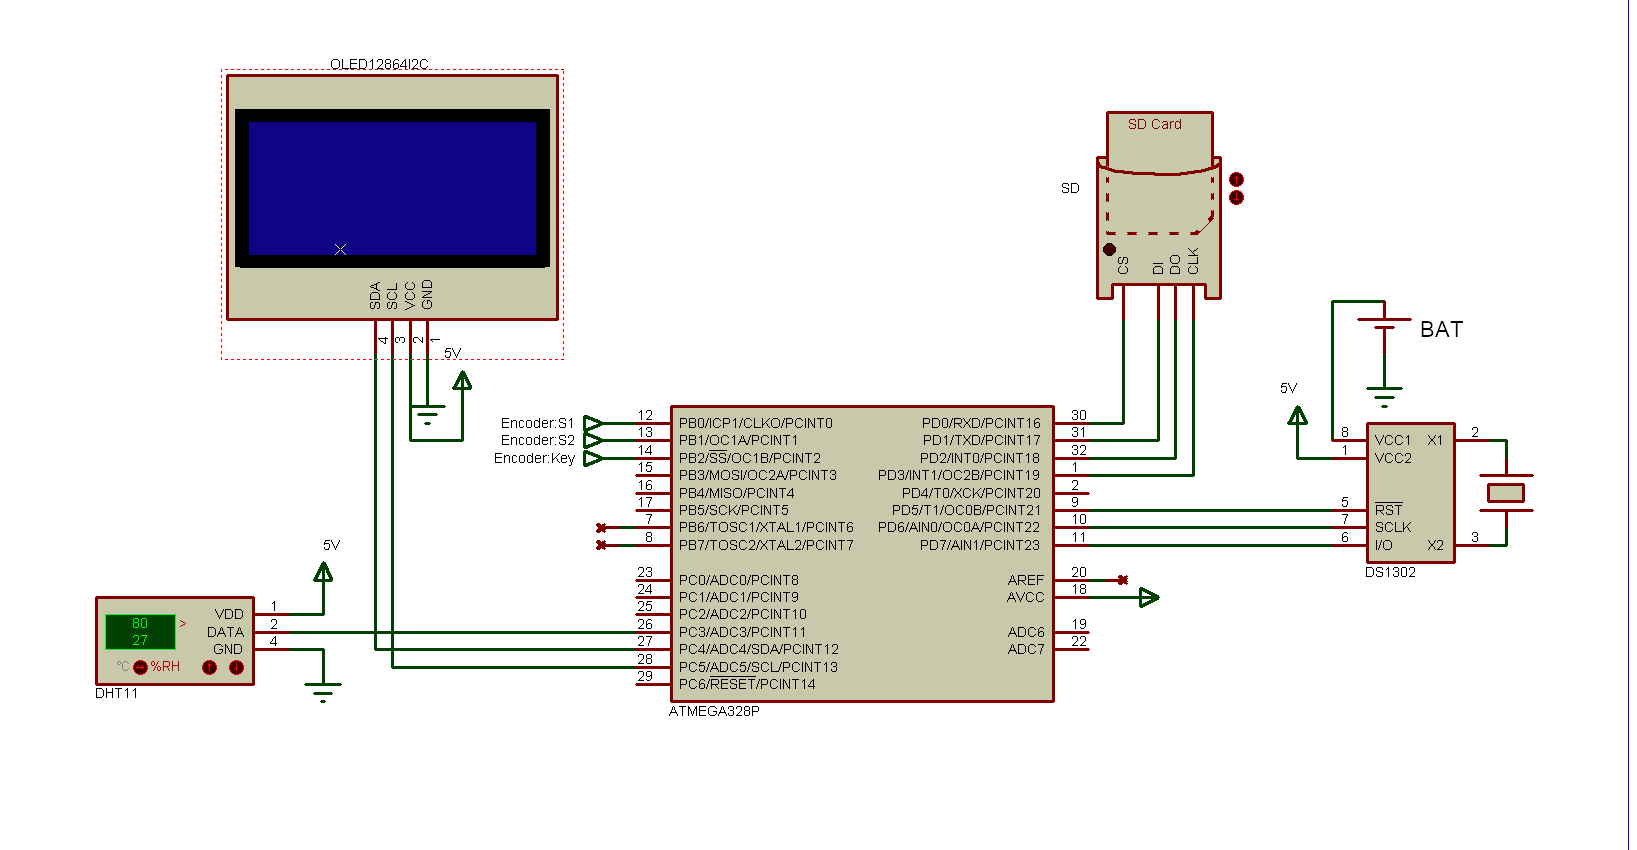 OLED12864I2C
SDA
SCL
VCC
GND
4
3
2
1
5V
SD Card
SD
CS
DI
DO
CLK
BAT
5V
8 VCC1 X1 2
1 VCC2
5 RST
7 SCLK
6 I/O X2 3
DS1302
Encoder:S1 12 PB0/ICP1/CLKO/PCINT0 PD0/RXD/PCINT16 30
Encoder:S2 13 PB1/OC1A/PCINT1 PD1/TXD/PCINT17 31
Encoder:Key 14 PB2/SS/OC1B/PCINT2 PD2/INT0/PCINT18 32
15 PB3/MOSI/OC2A/PCINT3 PD3/INT1/OC2B/PCINT19 1
16 PB4/MISO/PCINT4 PD4/T0/XCK/PCINT20 2
17 PB5/SCK/PCINT5 PD5/T1/OC0B/PCINT21 9
7 PB6/TOSC1/XTAL1/PCINT6 PD6/AIN0/OC0A/PCINT22 10
8 PB7/TOSC2/XTAL2/PCINT7 PD7/AIN1/PCINT23 11
23 PC0/ADC0/PCINT8 AREF 20
24 PC1/ADC1/PCINT9 AVCC 18
25 PC2/ADC2/PCINT10
26 PC3/ADC3/PCINT11 ADC6 19
27 PC4/ADC4/SDA/PCINT12 ADC7 22
28 PC5/ADC5/SCL/PCINT13
29 PC6/RESET/PCINT14
ATMEGA328P
5V
80 > VDD 1
27 DATA 2
GND 4
°C %RH
DHT11